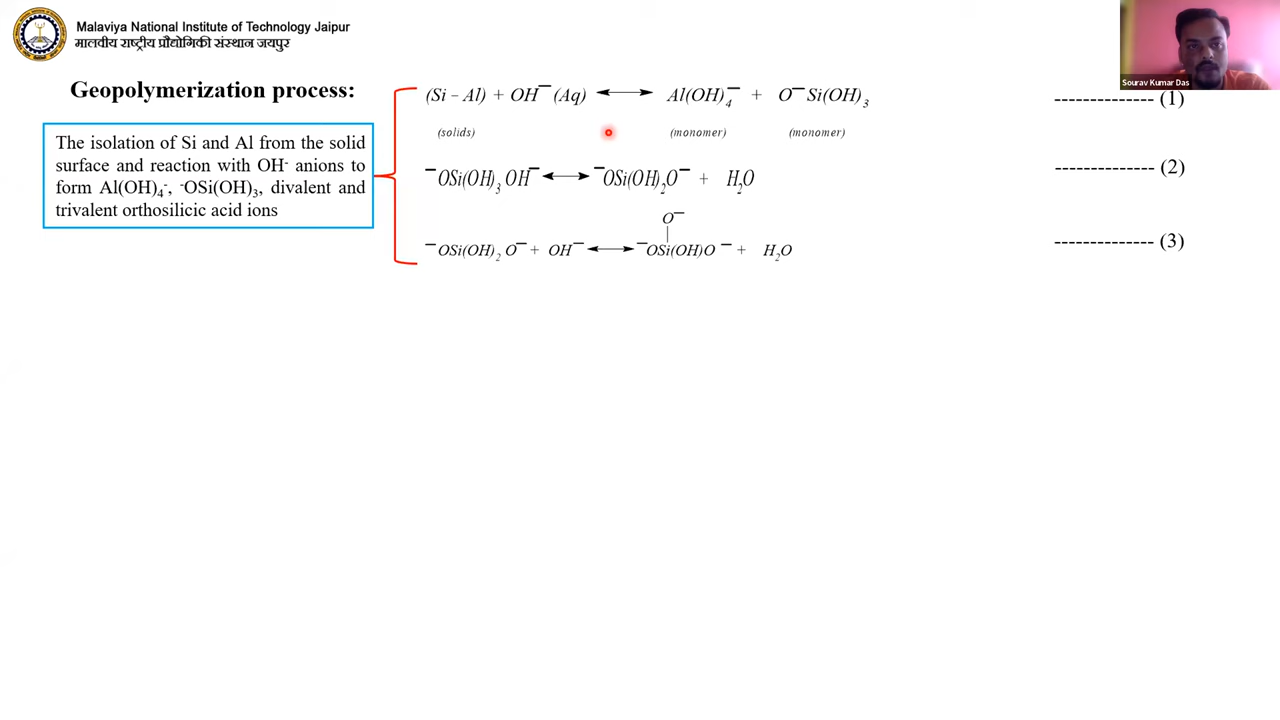 Malaviya National Institute of Technology Jaipur
मालवीय राष्ट्रीय प्रौद्योगिकी संस्थान जयपुर
Sourav Kumar Das
Geopolymerization process:
The isolation of Si and Al from the solid
surface and reaction with OH⁻ anions to
form Al(OH)₄⁻, ⁻OSi(OH)₃, divalent and
trivalent orthosilicic acid ions
(Si – Al) + OH⁻ (Aq) ⟷ Al(OH)₄⁻ + O⁻ Si(OH)₃ -------------- (1)
(solids) (monomer) (monomer)
⁻OSi(OH)₃ OH⁻ ⟷ ⁻OSi(OH)₂O⁻ + H₂O -------------- (2)
O⁻
|
⁻OSi(OH)₂ O⁻ + OH⁻ ⟷ ⁻OSi(OH)O⁻ + H₂O -------------- (3)